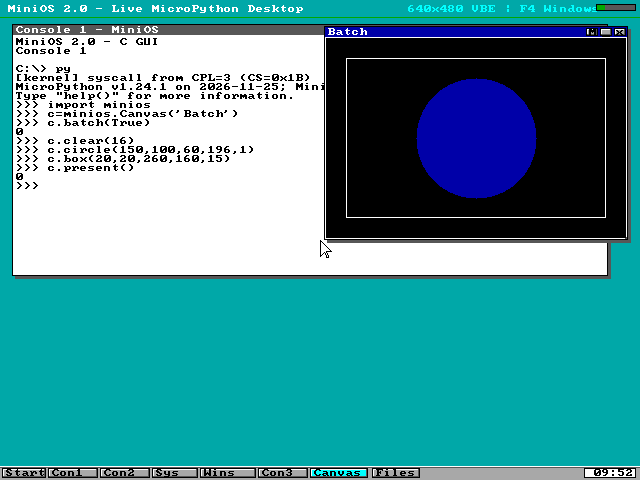 MiniOS 2.0 - Live MicroPython Desktop
640x480 VBE ¦ F4 Windows
Console 1 - MiniOS
MiniOS 2.0 - C GUI
Console 1
C:\> py
[kernel] syscall from CPL=3 (CS=0x1B)
MicroPython v1.24.1 on 2026-11-25; Mini
Type "help()" for more information.
>>> import minios
>>> c=minios.Canvas('Batch')
>>> c.batch(True)
0
>>> c.clear(16)
>>> c.circle(150,100,60,196,1)
>>> c.box(20,20,260,160,15)
>>> c.present()
0
>>>
Batch
Start Con1 Con2 Sys Wins Con3 Canvas Files 09:52